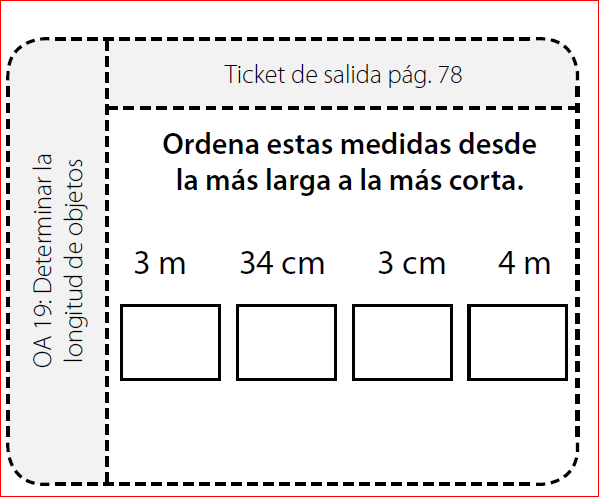 Ticket de salida pág. 78
OA 19: Determinar la
longitud de objetos
Ordena estas medidas desde
la más larga a la más corta.
3 m 34 cm 3 cm 4 m